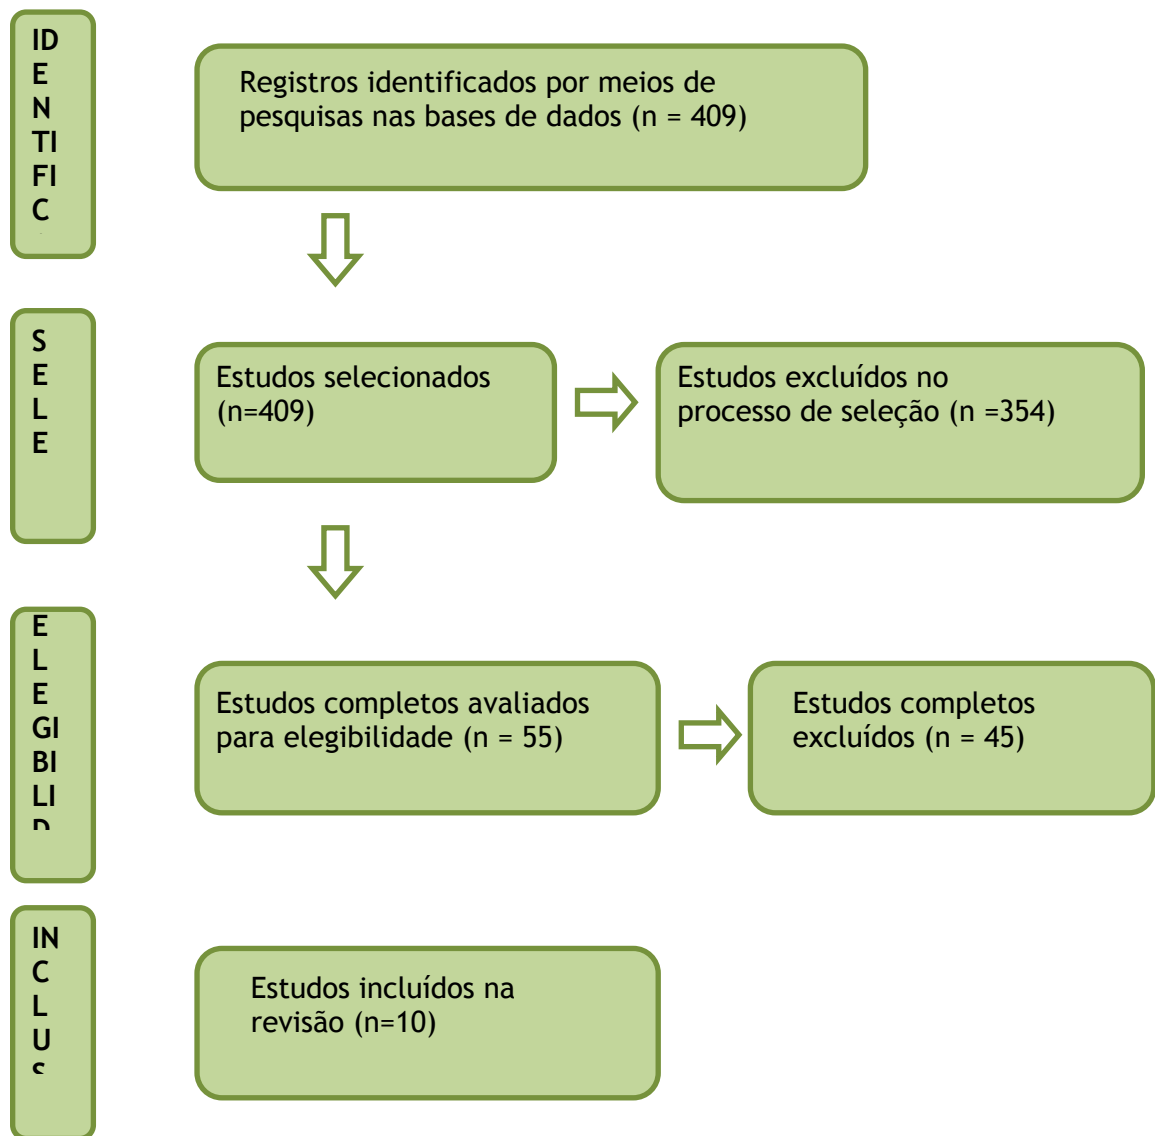 ID
E
N
TI
FI
C
Registros identificados por meios de
pesquisas nas bases de dados (n = 409)
S
E
L
E
Estudos selecionados
(n=409)
Estudos excluídos no
processo de seleção (n =354)
E
L
E
GI
BI
LI
D
Estudos completos avaliados
para elegibilidade (n = 55)
Estudos completos
excluídos (n = 45)
IN
C
L
U
S
Estudos incluídos na
revisão (n=10)